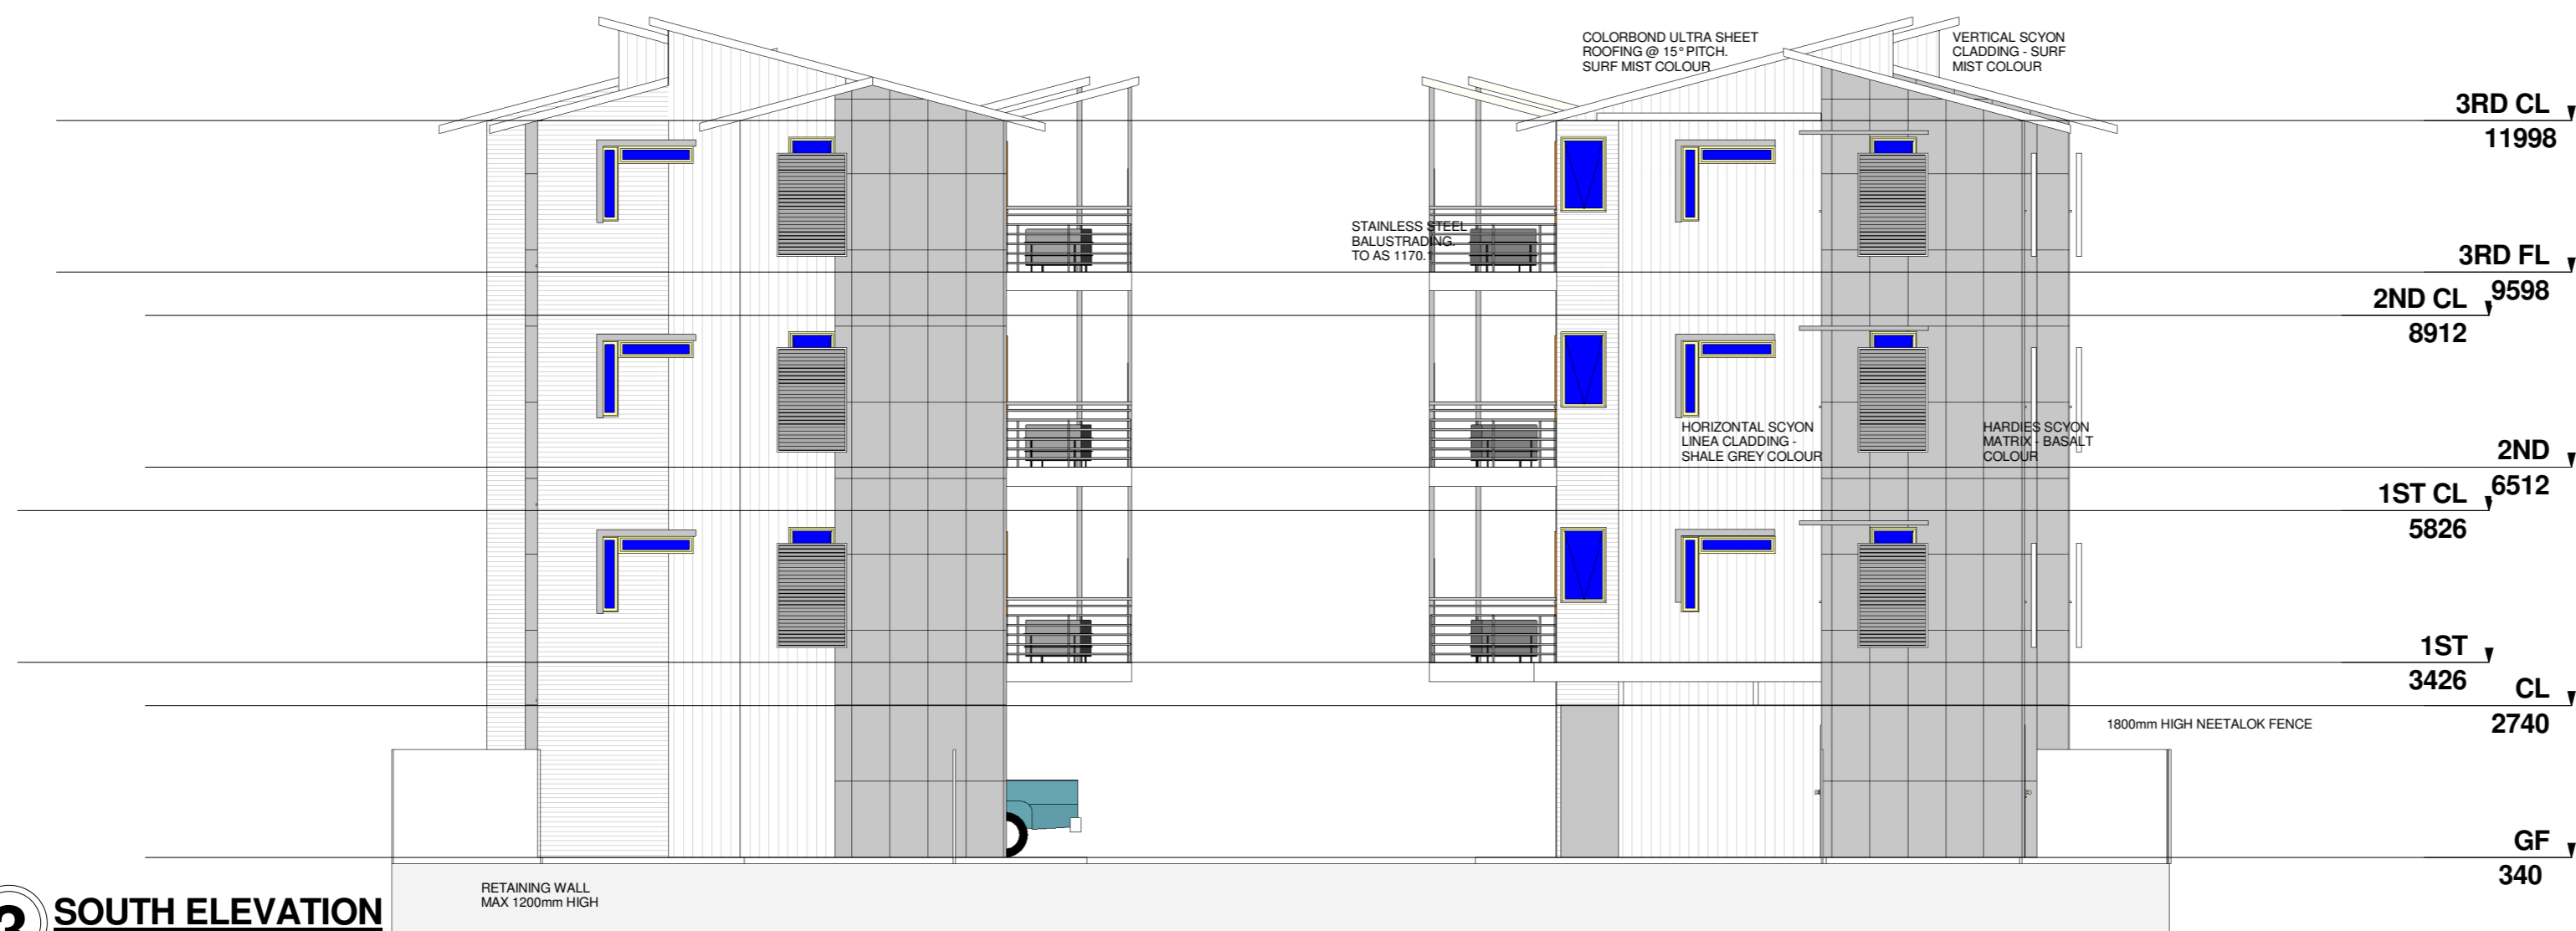 COLORBOND ULTRA SHEET
ROOFING @ 15° PITCH.
SURF MIST COLOUR
VERTICAL SCYON
CLADDING - SURF
MIST COLOUR
3RD CL
11998
STAINLESS STEEL
BALUSTRADING.
TO AS 1170.1
3RD FL
9598
2ND CL
8912
HORIZONTAL SCYON
LINEA CLADDING -
SHALE GREY COLOUR
HARDIES SCYON
MATRIX - BASALT
COLOUR
2ND
6512
1ST CL
5826
1ST
3426
CL
2740
1800mm HIGH NEETALOK FENCE
GF
340
RETAINING WALL
MAX 1200mm HIGH
3
SOUTH ELEVATION